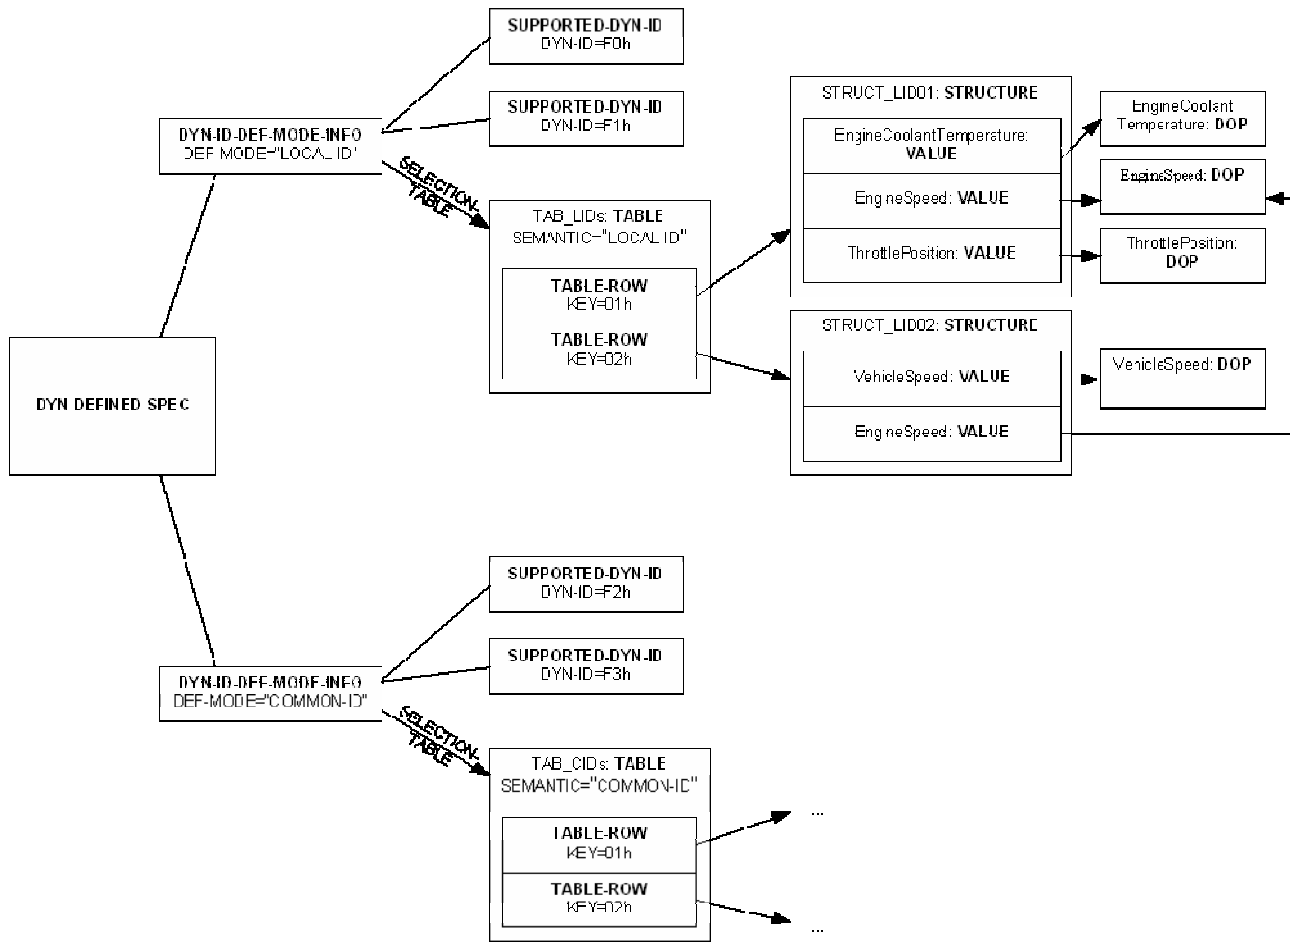 SUPPORTED-DYN-ID
DYN-ID=F0h
SUPPORTED-DYN-ID
DYN-ID=F1h
DYN-ID-DEF-MODE-INFO
DEF-MODE="LOCAL ID"
SELECTION-
TABLE
TAB_LIDs: TABLE
SEMANTIC="LOCAL ID"
TABLE-ROW
KEY=01h
TABLE-ROW
KEY=02h
STRUCT_LID01: STRUCTURE
EngineCoolantTemperature:
VALUE
EngineSpeed: VALUE
ThrottlePosition: VALUE
EngineCoolant
Temperature: DOP
EngineSpeed: DOP
ThrottlePosition:
DOP
STRUCT_LID02: STRUCTURE
VehicleSpeed: VALUE
EngineSpeed: VALUE
VehicleSpeed: DOP
DYN DEFINED SPEC
SUPPORTED-DYN-ID
DYN-ID=F2h
SUPPORTED-DYN-ID
DYN-ID=F3h
DYN-ID-DEF-MODE-INFO
DEF-MODE="COMMON-ID"
SELECTION-
TABLE
TAB_CIDs: TABLE
SEMANTIC="COMMON-ID"
TABLE-ROW
KEY=01h
TABLE-ROW
KEY=02h
...
...